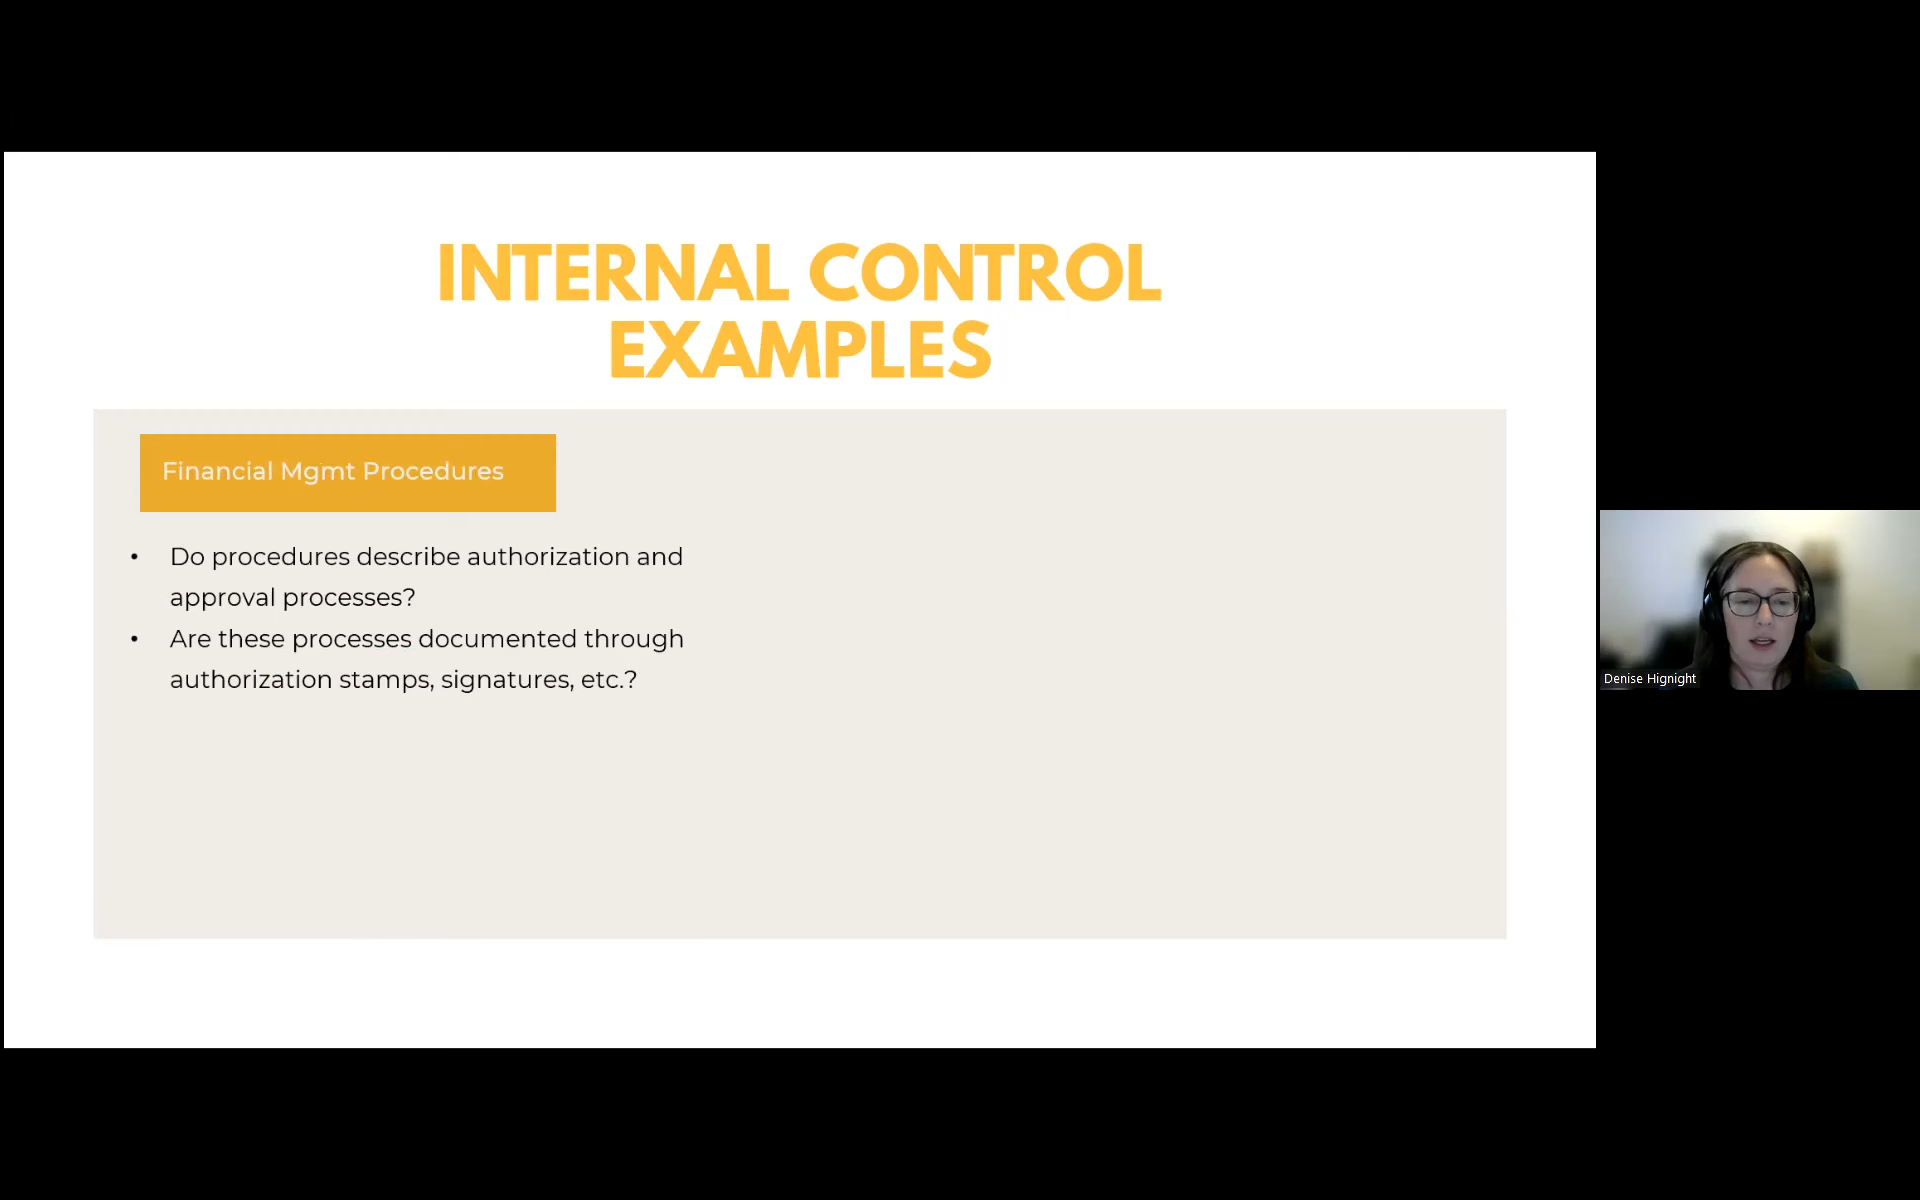 INTERNAL CONTROL
EXAMPLES
Financial Mgmt Procedures
• Do procedures describe authorization and
approval processes?
• Are these processes documented through
authorization stamps, signatures, etc.?
Denise Hignight